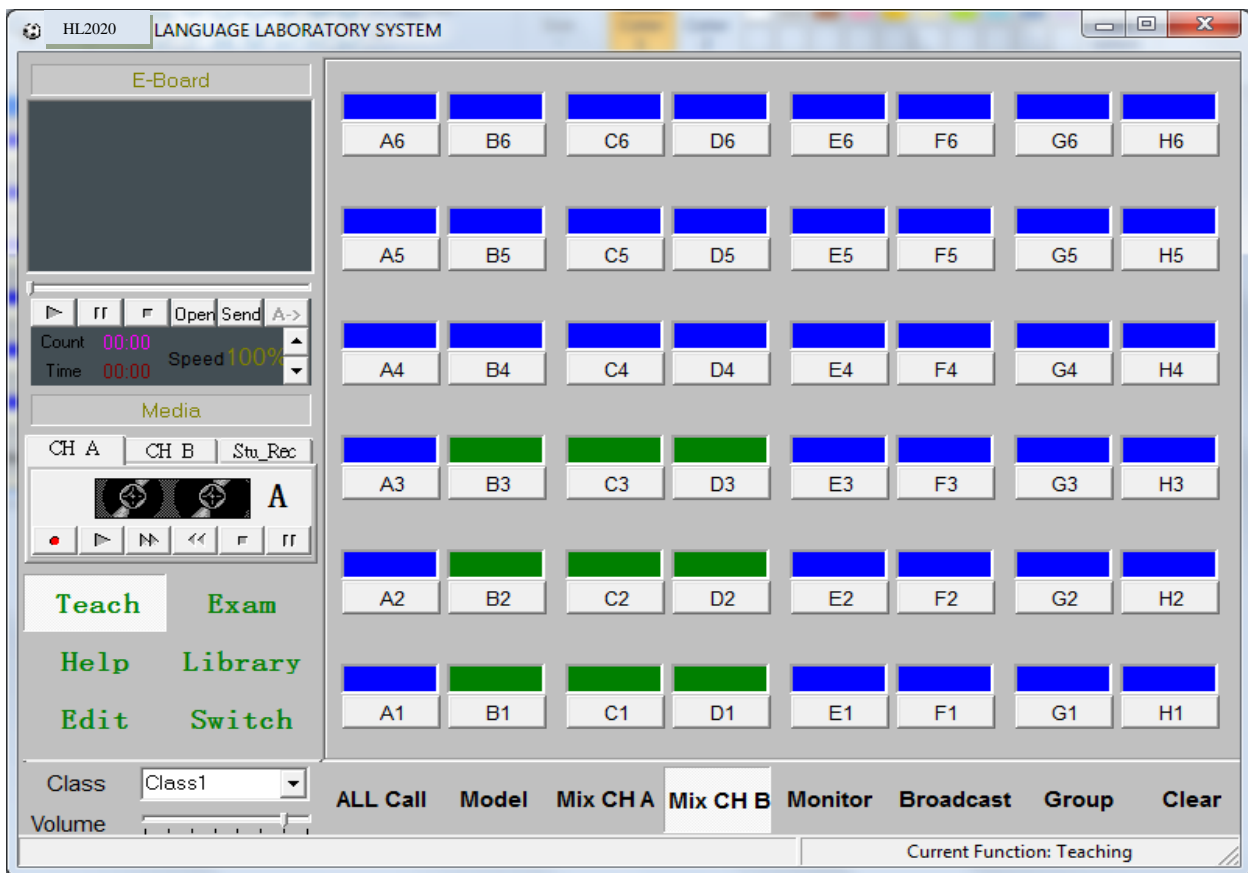 HL2020 LANGUAGE LABORATORY SYSTEM
E-Board
Open Send A->
Count 00:00
Speed 100%
Time 00:00
Media
CH A CH B Stu_Rec
A
Teach Exam
Help Library
Edit Switch
Class Class1
Volume
A6 B6 C6 D6 E6 F6 G6 H6
A5 B5 C5 D5 E5 F5 G5 H5
A4 B4 C4 D4 E4 F4 G4 H4
A3 B3 C3 D3 E3 F3 G3 H3
A2 B2 C2 D2 E2 F2 G2 H2
A1 B1 C1 D1 E1 F1 G1 H1
ALL Call Model Mix CH A Mix CH B Monitor Broadcast Group Clear
Current Function: Teaching